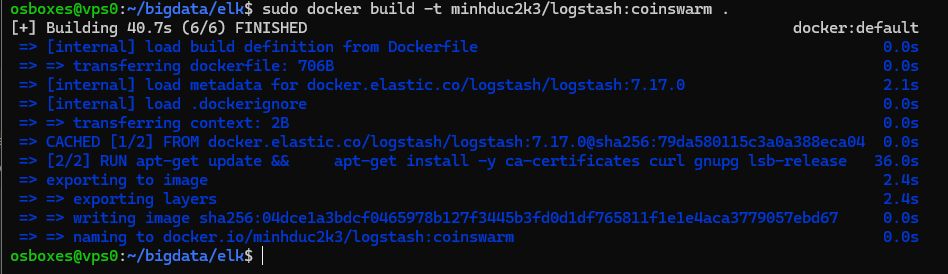 osboxes@vps0:~/bigdata/elk$ sudo docker build -t minhduc2k3/logstash:coinswarm .
[+] Building 40.7s (6/6) FINISHED docker:default
=> [internal] load build definition from Dockerfile 0.0s
=> => transferring dockerfile: 706B 0.0s
=> [internal] load metadata for docker.elastic.co/logstash/logstash:7.17.0 2.1s
=> [internal] load .dockerignore 0.0s
=> => transferring context: 2B 0.0s
=> CACHED [1/2] FROM docker.elastic.co/logstash/logstash:7.17.0@sha256:79da580115c3a0a388eca04 0.0s
=> [2/2] RUN apt-get update &&     apt-get install -y ca-certificates curl gnupg lsb-release 36.0s
=> exporting to image 2.4s
=> => exporting layers 2.4s
=> => writing image sha256:04dce1a3bdcf0465978b127f3445b3fd0d1df765811f1e1e4aca3779057ebd67 0.0s
=> => naming to docker.io/minhduc2k3/logstash:coinswarm 0.0s
osboxes@vps0:~/bigdata/elk$